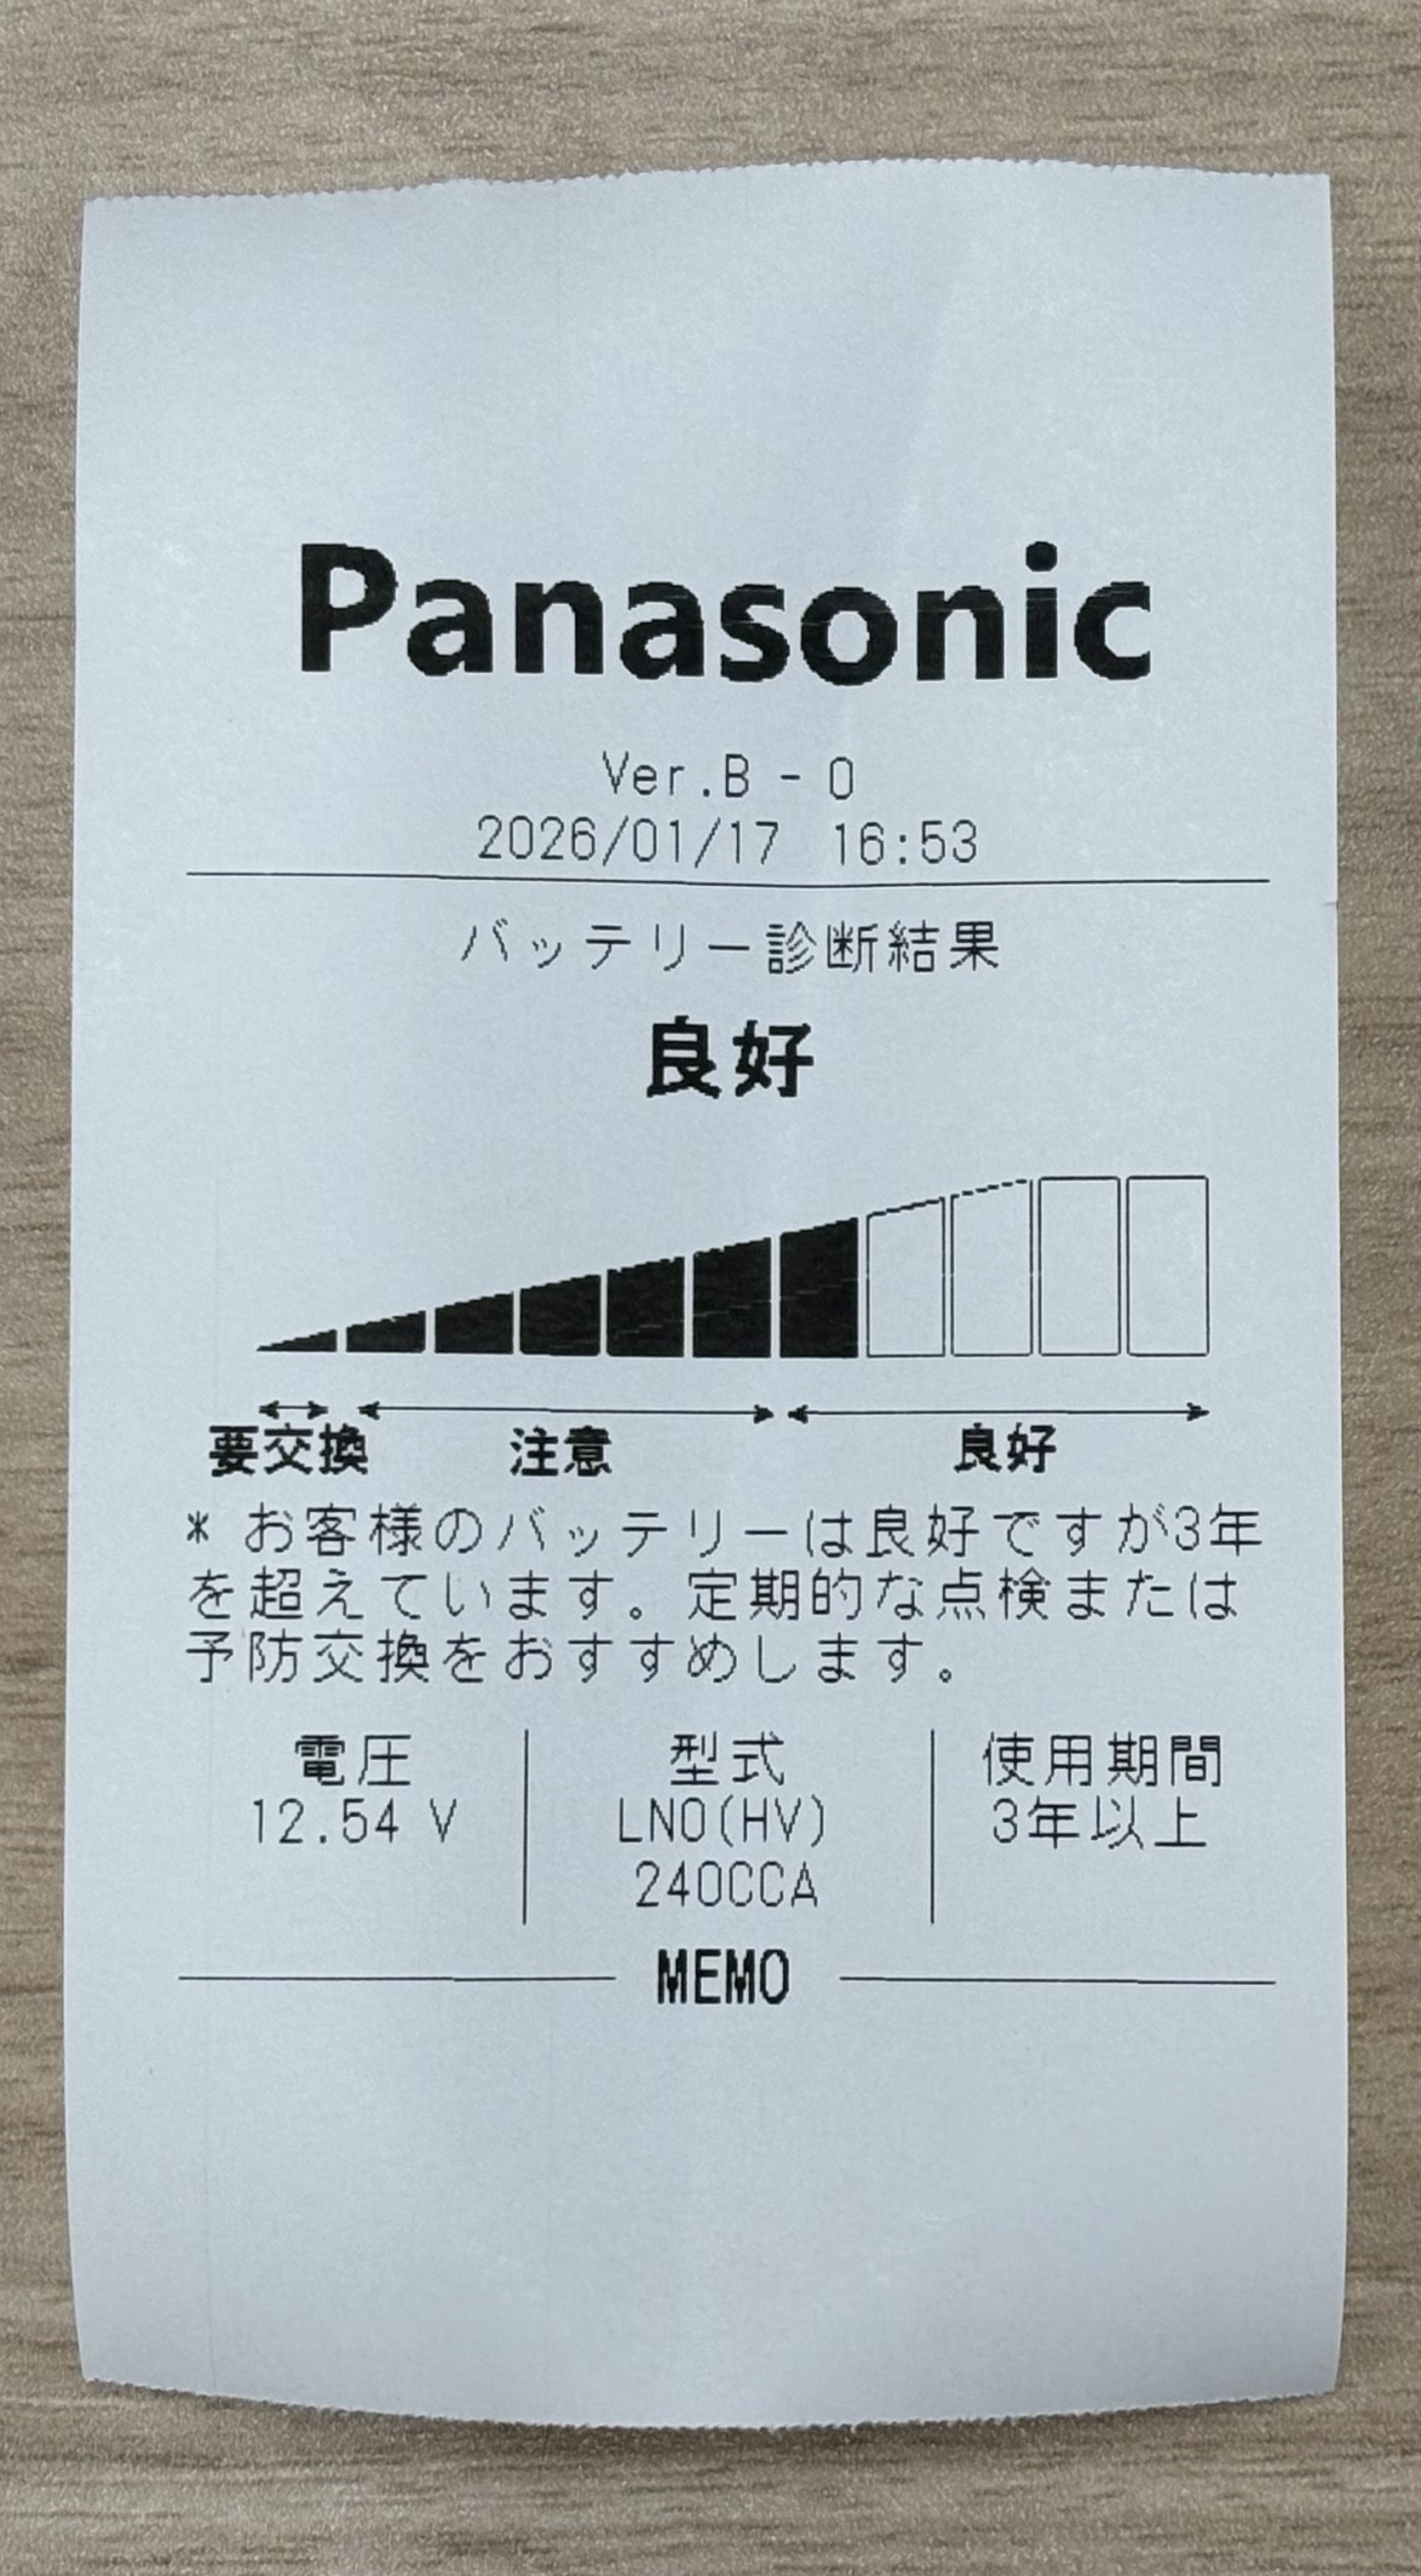 Panasonic
Ver.B - 0
2026/01/17 16:53
バッテリー診断結果
良好
要交換 注意 良好
* お客様のバッテリーは良好ですが3年
を超えています。定期的な点検または
予防交換をおすすめします。
電圧 型式 使用期間
12.54 V LN0(HV) 3年以上
240CCA
MEMO